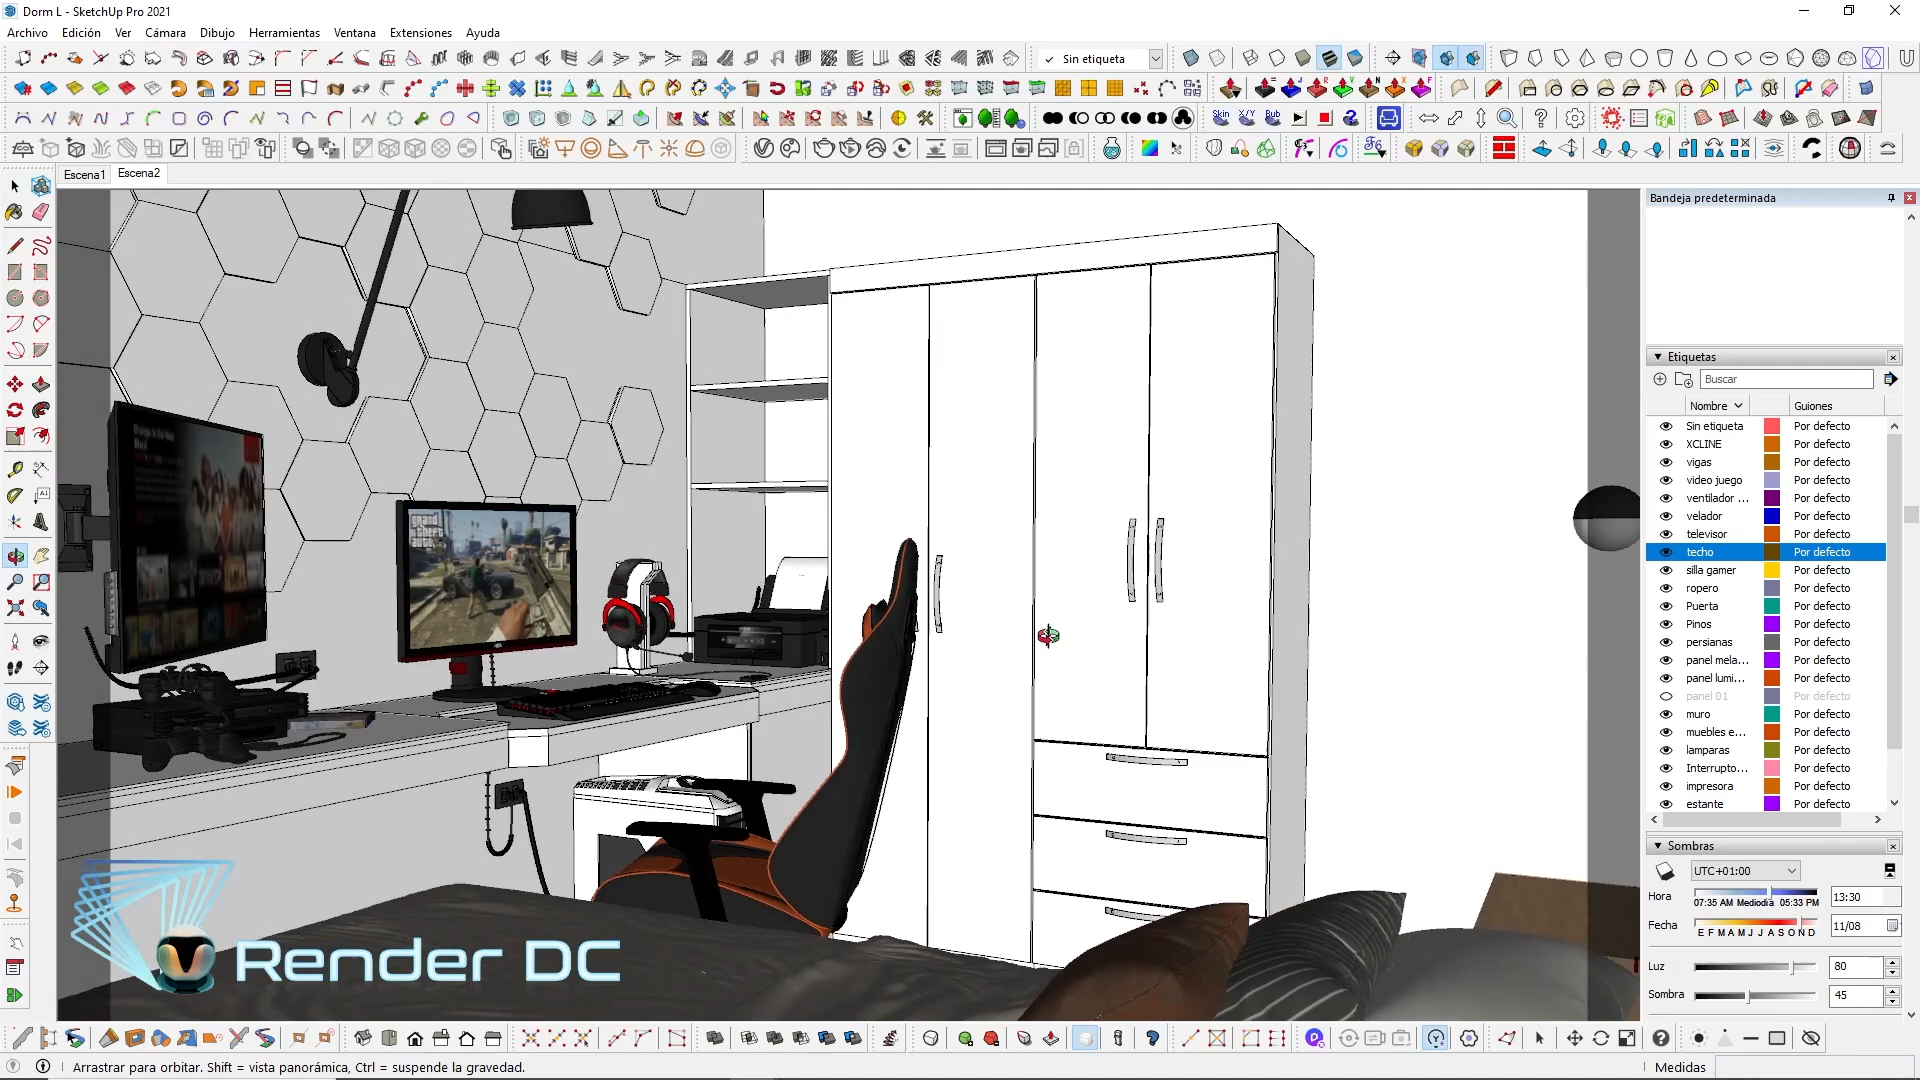 Dorm L - SketchUp Pro 2021
Archivo Edición Ver Cámara Dibujo Herramientas Ventana Extensiones Ayuda
Sin etiqueta
Skin X/Y Bub
Escena1 Escena2
Bandeja predeterminada
Etiquetas
Buscar
Nombre Guiones
Sin etiqueta Por defecto
XCLINE Por defecto
vigas Por defecto
video juego Por defecto
ventilador ... Por defecto
velador Por defecto
televisor Por defecto
techo Por defecto
silla gamer Por defecto
ropero Por defecto
Puerta Por defecto
Pinos Por defecto
persianas Por defecto
panel mela... Por defecto
panel lumi... Por defecto
panel 01 Por defecto
muro Por defecto
muebles e... Por defecto
lamparas Por defecto
Interrupto... Por defecto
impresora Por defecto
estante Por defecto
grand
theft
auto
Sombras
UTC+01:00
Hora 13:30
07:35 AM Mediodía 05:33 PM
Fecha 11/08
E F M A M J J A S O N D
Luz 80
Sombra 45
Render DC
Arrastrar para orbitar. Shift = vista panorámica, Ctrl = suspende la gravedad.
Medidas